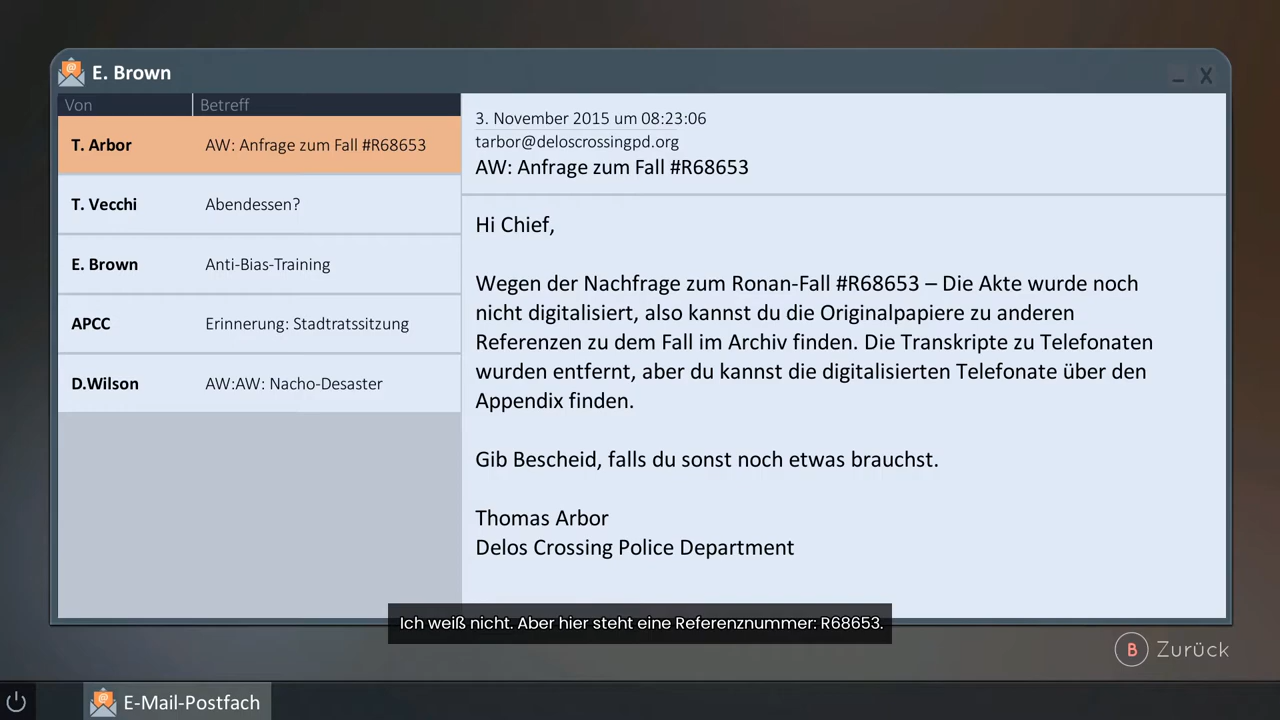 E. Brown
Von Betreff
T. Arbor AW: Anfrage zum Fall #R68653
T. Vecchi Abendessen?
E. Brown Anti-Bias-Training
APCC Erinnerung: Stadtratssitzung
D.Wilson AW:AW: Nacho-Desaster
3. November 2015 um 08:23:06
tarbor@deloscrossingpd.org
AW: Anfrage zum Fall #R68653
Hi Chief,
Wegen der Nachfrage zum Ronan-Fall #R68653 – Die Akte wurde noch
nicht digitalisiert, also kannst du die Originalpapiere zu anderen
Referenzen zu dem Fall im Archiv finden. Die Transkripte zu Telefonaten
wurden entfernt, aber du kannst die digitalisierten Telefonate über den
Appendix finden.
Gib Bescheid, falls du sonst noch etwas brauchst.
Thomas Arbor
Delos Crossing Police Department
Ich weiß nicht. Aber hier steht eine Referenznummer: R68653.
B Zurück
E-Mail-Postfach